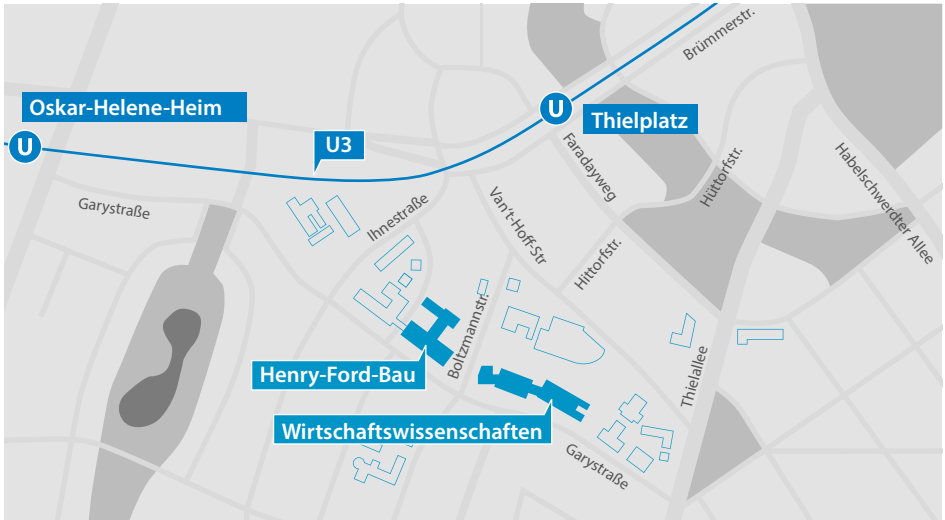 Brümmerstr.
Oskar-Helene-Heim
U
Thielplatz
U
U3
Faradayweg
Hüttorfstr.
Habelschwerdter Allee
Garystraße
Ihnestraße
Van't-Hoff-Str
Hittorfstr.
Boltzmannstr.
Henry-Ford-Bau
Thielallee
Wirtschaftswissenschaften
Garystraße